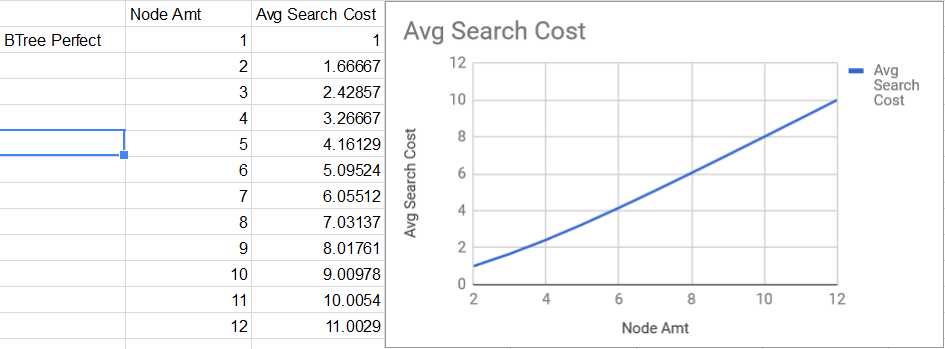 Node Amt Avg Search Cost
BTree Perfect 1 1
2 1.66667
3 2.42857
4 3.26667
5 4.16129
6 5.09524
7 6.05512
8 7.03137
9 8.01761
10 9.00978
11 10.0054
12 11.0029
Avg Search Cost
12
10
8
6
4
2
0
Avg Search Cost
2 4 6 8 10 12
Node Amt
Avg
Search
Cost